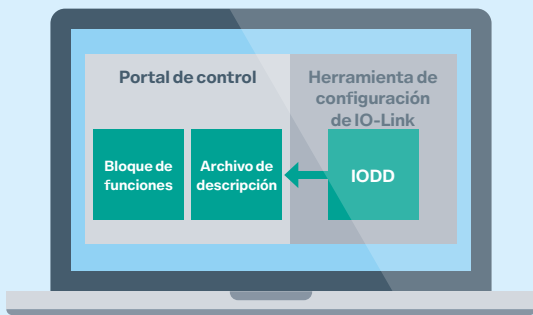 Portal de control
Herramienta de
configuración
de IO-Link
Bloque de
funciones
Archivo de
descripción
IODD